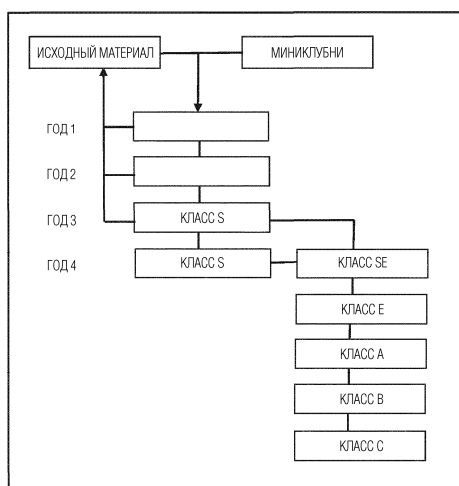 ИСХОДНЫЙ МАТЕРИАЛ
МИНИКЛУБНИ
ГОД 1
ГОД 2
ГОД 3
КЛАСС S
ГОД 4
КЛАСС S
КЛАСС SE
КЛАСС E
КЛАСС A
КЛАСС B
КЛАСС C